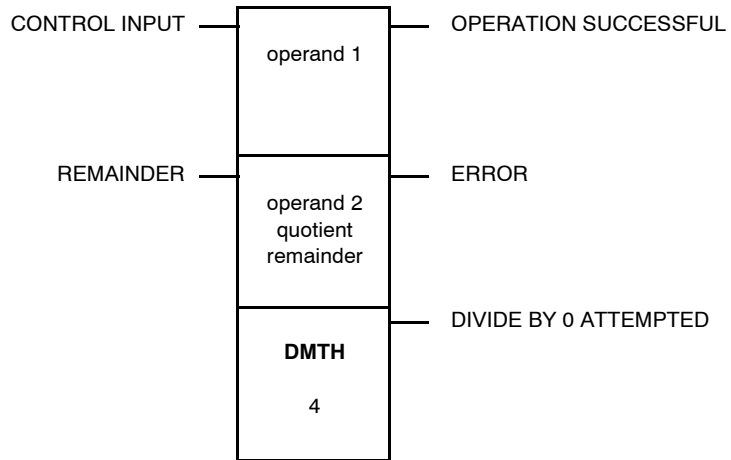 CONTROL INPUT
OPERATION SUCCESSFUL
operand 1
REMAINDER
ERROR
operand 2
quotient
remainder
DIVIDE BY 0 ATTEMPTED
DMTH
4